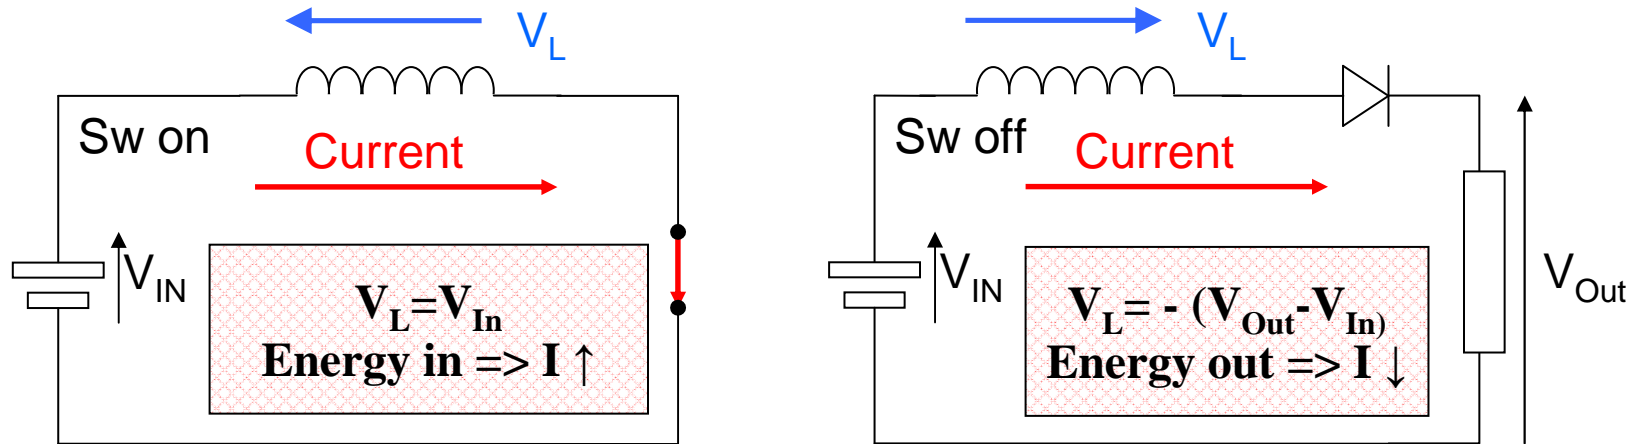 V_L
Sw on
Current
V_IN
V_L=V_In
Energy in => I ↑
V_L
Sw off
Current
V_IN
V_L= - (V_Out-V_In)
Energy out => I ↓
V_Out